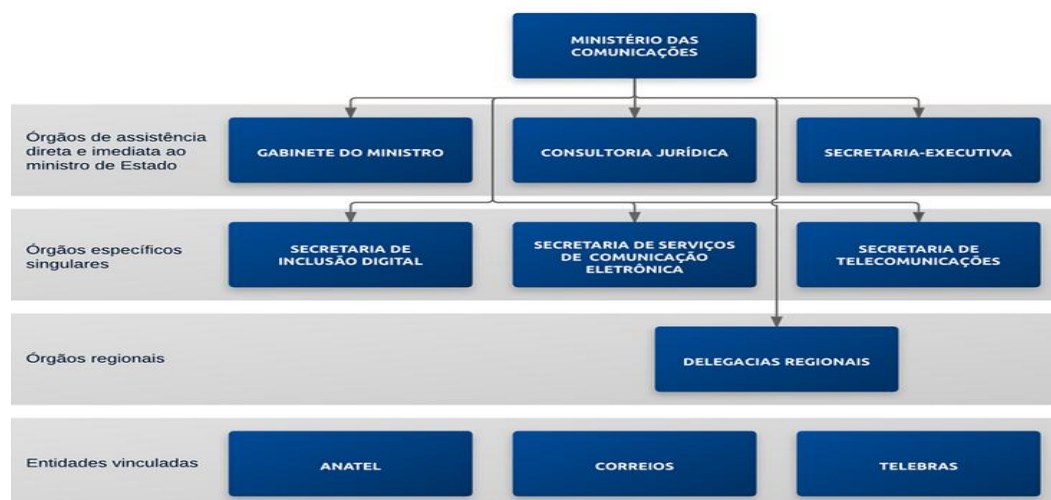 MINISTÉRIO DAS
COMUNICAÇÕES
Órgãos de assistência
direta e imediata ao
ministro de Estado
GABINETE DO MINISTRO
CONSULTORIA JURÍDICA
SECRETARIA-EXECUTIVA
Órgãos específicos
singulares
SECRETARIA DE
INCLUSÃO DIGITAL
SECRETARIA DE SERVIÇOS
DE COMUNICAÇÃO
ELETRÔNICA
SECRETARIA DE
TELECOMUNICAÇÕES
Órgãos regionais
DELEGACIAS REGIONAIS
Entidades vinculadas
ANATEL
CORREIOS
TELEBRAS